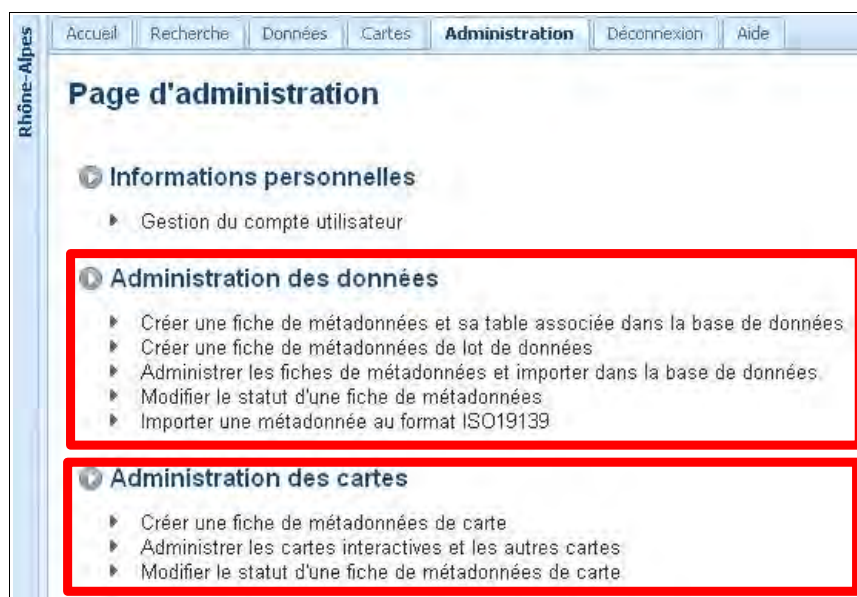 Accueil Recherche Données Cartes Administration Déconnexion Aide
Rhône-Alpes
Page d'administration
Informations personnelles
Gestion du compte utilisateur
Administration des données
Créer une fiche de métadonnées et sa table associée dans la base de données
Créer une fiche de métadonnées de lot de données
Administrer les fiches de métadonnées et importer dans la base de données.
Modifier le statut d'une fiche de métadonnées
Importer une métadonnée au format ISO19139
Administration des cartes
Créer une fiche de métadonnées de carte
Administrer les cartes interactives et les autres cartes
Modifier le statut d'une fiche de métadonnées de carte